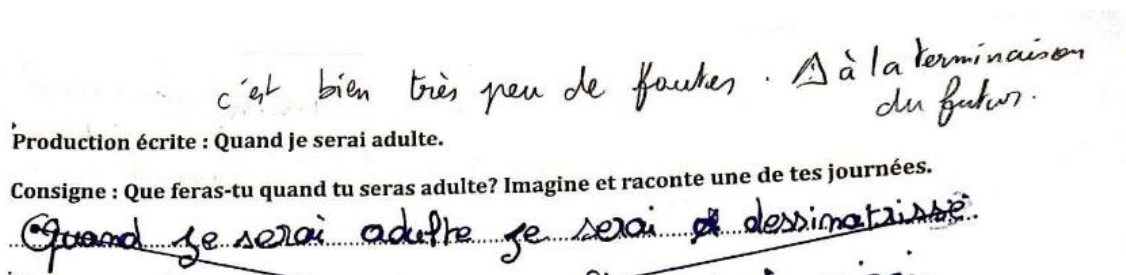 c'est bien très peu de fautes. ⚠ à la terminaison
du futur.
Production écrite : Quand je serai adulte.
Consigne : Que feras-tu quand tu seras adulte? Imagine et raconte une de tes journées.
Quand je serai adulte je serai dessinatrisse.